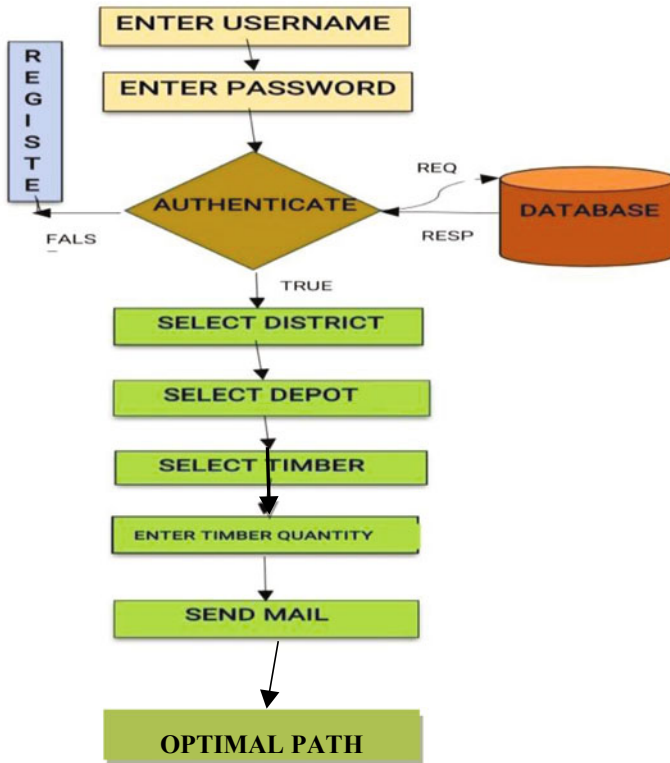 ENTER USERNAME
REGISTE
ENTER PASSWORD
REQ
AUTHENTICATE
DATABASE
FALS
RESP
TRUE
SELECT DISTRICT
SELECT DEPOT
SELECT TIMBER
ENTER TIMBER QUANTITY
SEND MAIL
OPTIMAL PATH